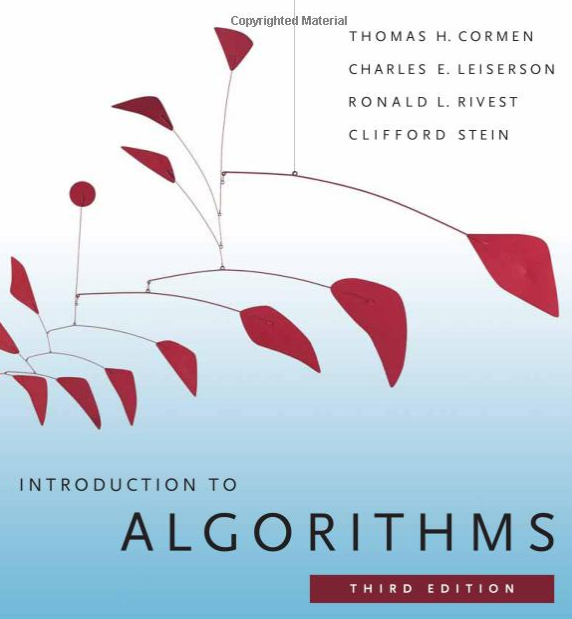 Copyrighted Material
THOMAS H. CORMEN
CHARLES E. LEISERSON
RONALD L. RIVEST
CLIFFORD STEIN
INTRODUCTION TO
ALGORITHMS
THIRD EDITION